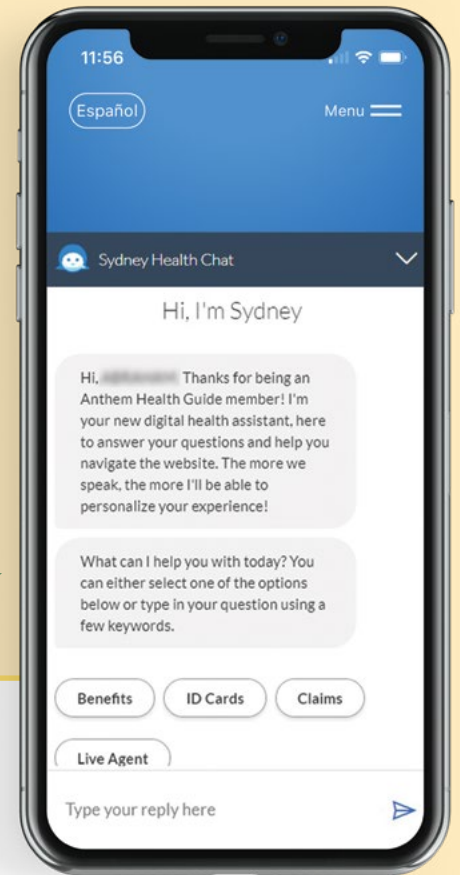 11:56
Español
Menu
Sydney Health Chat
Hi, I'm Sydney
Hi, Thanks for being an
Anthem Health Guide member! I'm
your new digital health assistant, here
to answer your questions and help you
navigate the website. The more we
speak, the more I'll be able to
personalize your experience!
What can I help you with today? You
can either select one of the options
below or type in your question using a
few keywords.
Benefits ID Cards Claims
Live Agent
Type your reply here